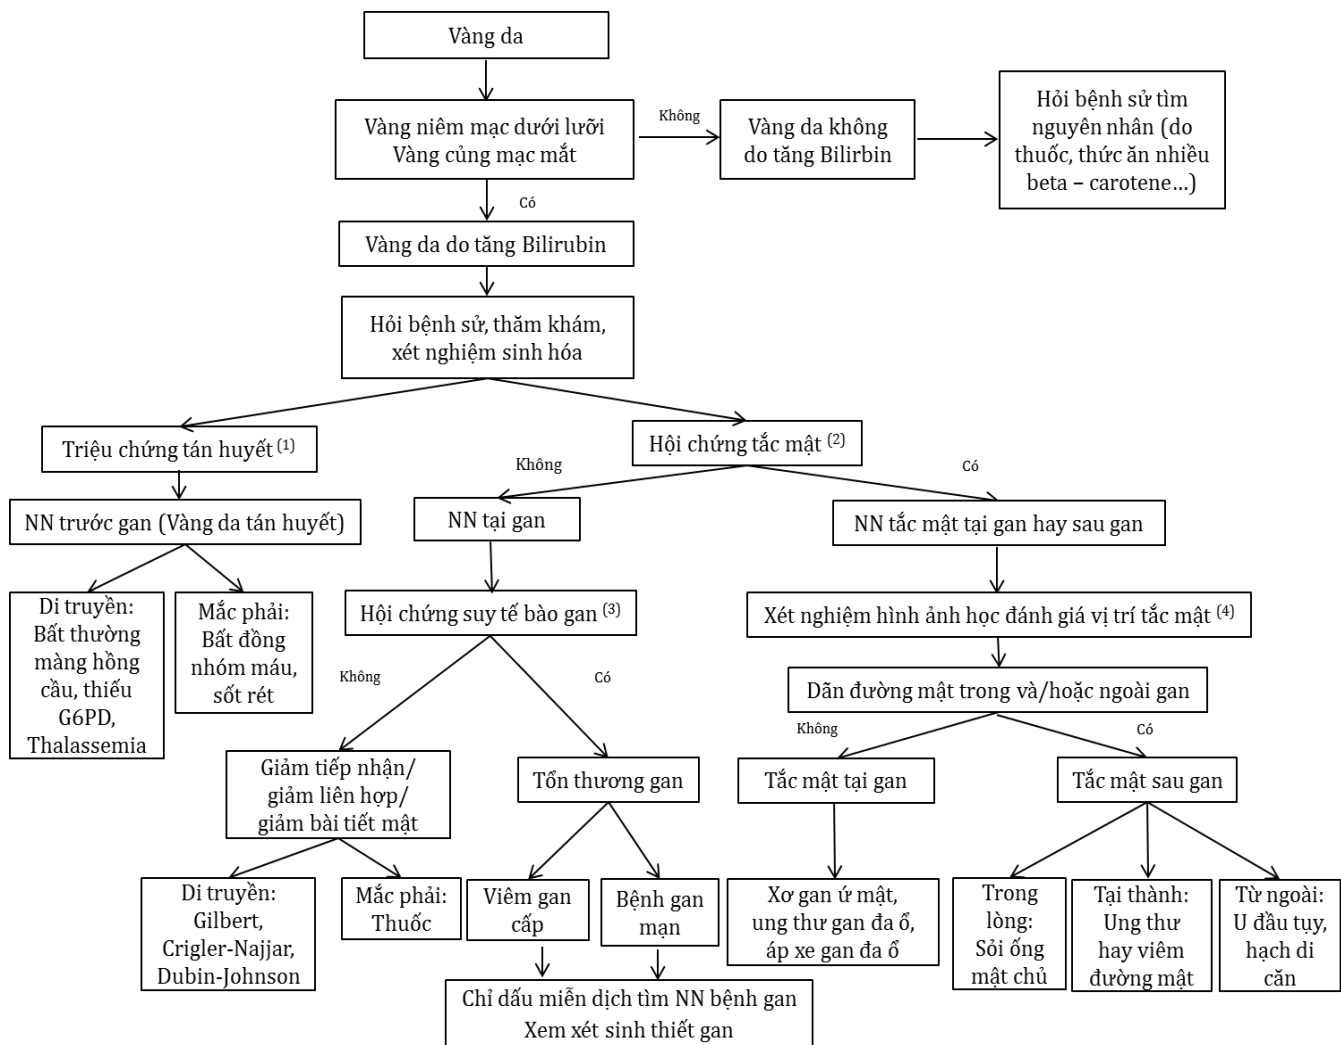 Vàng da
Vàng niêm mạc dưới lưỡi
Vàng củng mạc mắt
Không
Vàng da không
do tăng Bilirbin
Hỏi bệnh sử tìm
nguyên nhân (do
thuốc, thức ăn nhiều
beta – carotene…)
Có
Vàng da do tăng Bilirubin
Hỏi bệnh sử, thăm khám,
xét nghiệm sinh hóa
Triệu chứng tán huyết (1)
Hội chứng tắc mật (2)
Không
Có
NN trước gan (Vàng da tán huyết)
NN tại gan
NN tắc mật tại gan hay sau gan
Di truyền:
Bất thường
màng hồng
cầu, thiếu
G6PD,
Thalassemia
Mắc phải:
Bất đồng
nhóm máu,
sốt rét
Hội chứng suy tế bào gan (3)
Xét nghiệm hình ảnh học đánh giá vị trí tắc mật (4)
Không
Có
Dãn đường mật trong và/hoặc ngoài gan
Không
Có
Giảm tiếp nhận/
giảm liên hợp/
giảm bài tiết mật
Tổn thương gan
Tắc mật tại gan
Tắc mật sau gan
Di truyền:
Gilbert,
Crigler-Najjar,
Dubin-Johnson
Mắc phải:
Thuốc
Viêm gan
cấp
Bệnh gan
mạn
Xơ gan ứ mật,
ung thư gan đa ổ,
áp xe gan đa ổ
Trong
lòng:
Sỏi ống
mật chủ
Tại thành:
Ung thư
hay viêm
đường mật
Từ ngoài:
U đầu tụy,
hạch di
căn
Chỉ dấu miễn dịch tìm NN bệnh gan
Xem xét sinh thiết gan